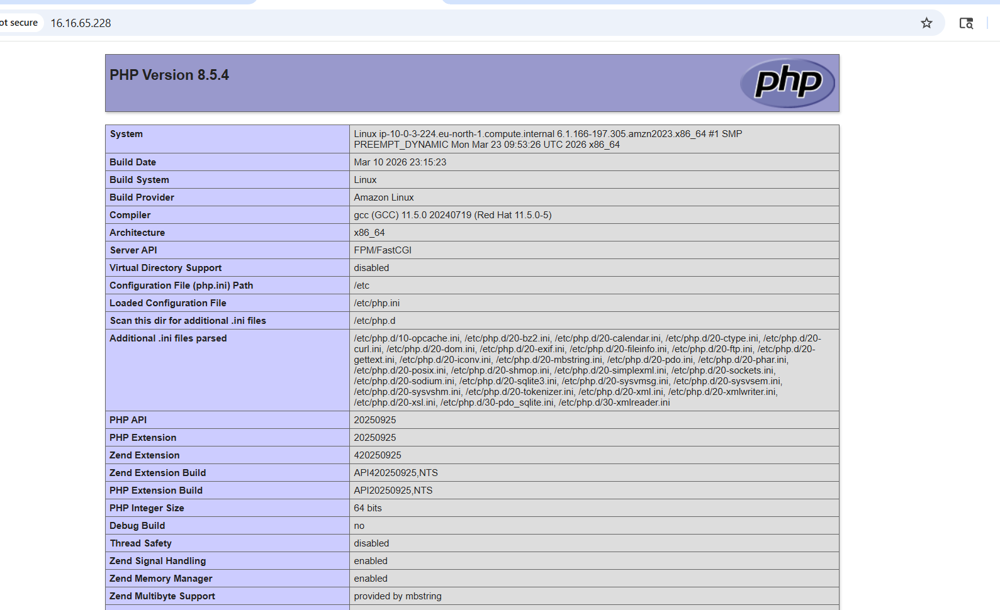 ot secure 16.16.65.228
PHP Version 8.5.4
php
System Linux ip-10-0-3-224.eu-north-1.compute.internal 6.1.166-197.305.amzn2023.x86_64 #1 SMP
PREEMPT_DYNAMIC Mon Mar 23 09:53:26 UTC 2026 x86_64
Build Date Mar 10 2026 23:15:23
Build System Linux
Build Provider Amazon Linux
Compiler gcc (GCC) 11.5.0 20240719 (Red Hat 11.5.0-5)
Architecture x86_64
Server API FPM/FastCGI
Virtual Directory Support disabled
Configuration File (php.ini) Path /etc
Loaded Configuration File /etc/php.ini
Scan this dir for additional .ini files /etc/php.d
Additional .ini files parsed /etc/php.d/10-opcache.ini, /etc/php.d/20-bz2.ini, /etc/php.d/20-calendar.ini, /etc/php.d/20-ctype.ini, /etc/php.d/20-
curl.ini, /etc/php.d/20-dom.ini, /etc/php.d/20-exif.ini, /etc/php.d/20-fileinfo.ini, /etc/php.d/20-ftp.ini, /etc/php.d/20-
gettext.ini, /etc/php.d/20-iconv.ini, /etc/php.d/20-mbstring.ini, /etc/php.d/20-pdo.ini, /etc/php.d/20-phar.ini,
/etc/php.d/20-posix.ini, /etc/php.d/20-shmop.ini, /etc/php.d/20-simplexml.ini, /etc/php.d/20-sockets.ini,
/etc/php.d/20-sodium.ini, /etc/php.d/20-sqlite3.ini, /etc/php.d/20-sysvmsg.ini, /etc/php.d/20-sysvsem.ini,
/etc/php.d/20-sysvshm.ini, /etc/php.d/20-tokenizer.ini, /etc/php.d/20-xml.ini, /etc/php.d/20-xmlwriter.ini,
/etc/php.d/20-xsl.ini, /etc/php.d/30-pdo_sqlite.ini, /etc/php.d/30-xmlreader.ini
PHP API 20250925
PHP Extension 20250925
Zend Extension 420250925
Zend Extension Build API420250925,NTS
PHP Extension Build API20250925,NTS
PHP Integer Size 64 bits
Debug Build no
Thread Safety disabled
Zend Signal Handling enabled
Zend Memory Manager enabled
Zend Multibyte Support provided by mbstring